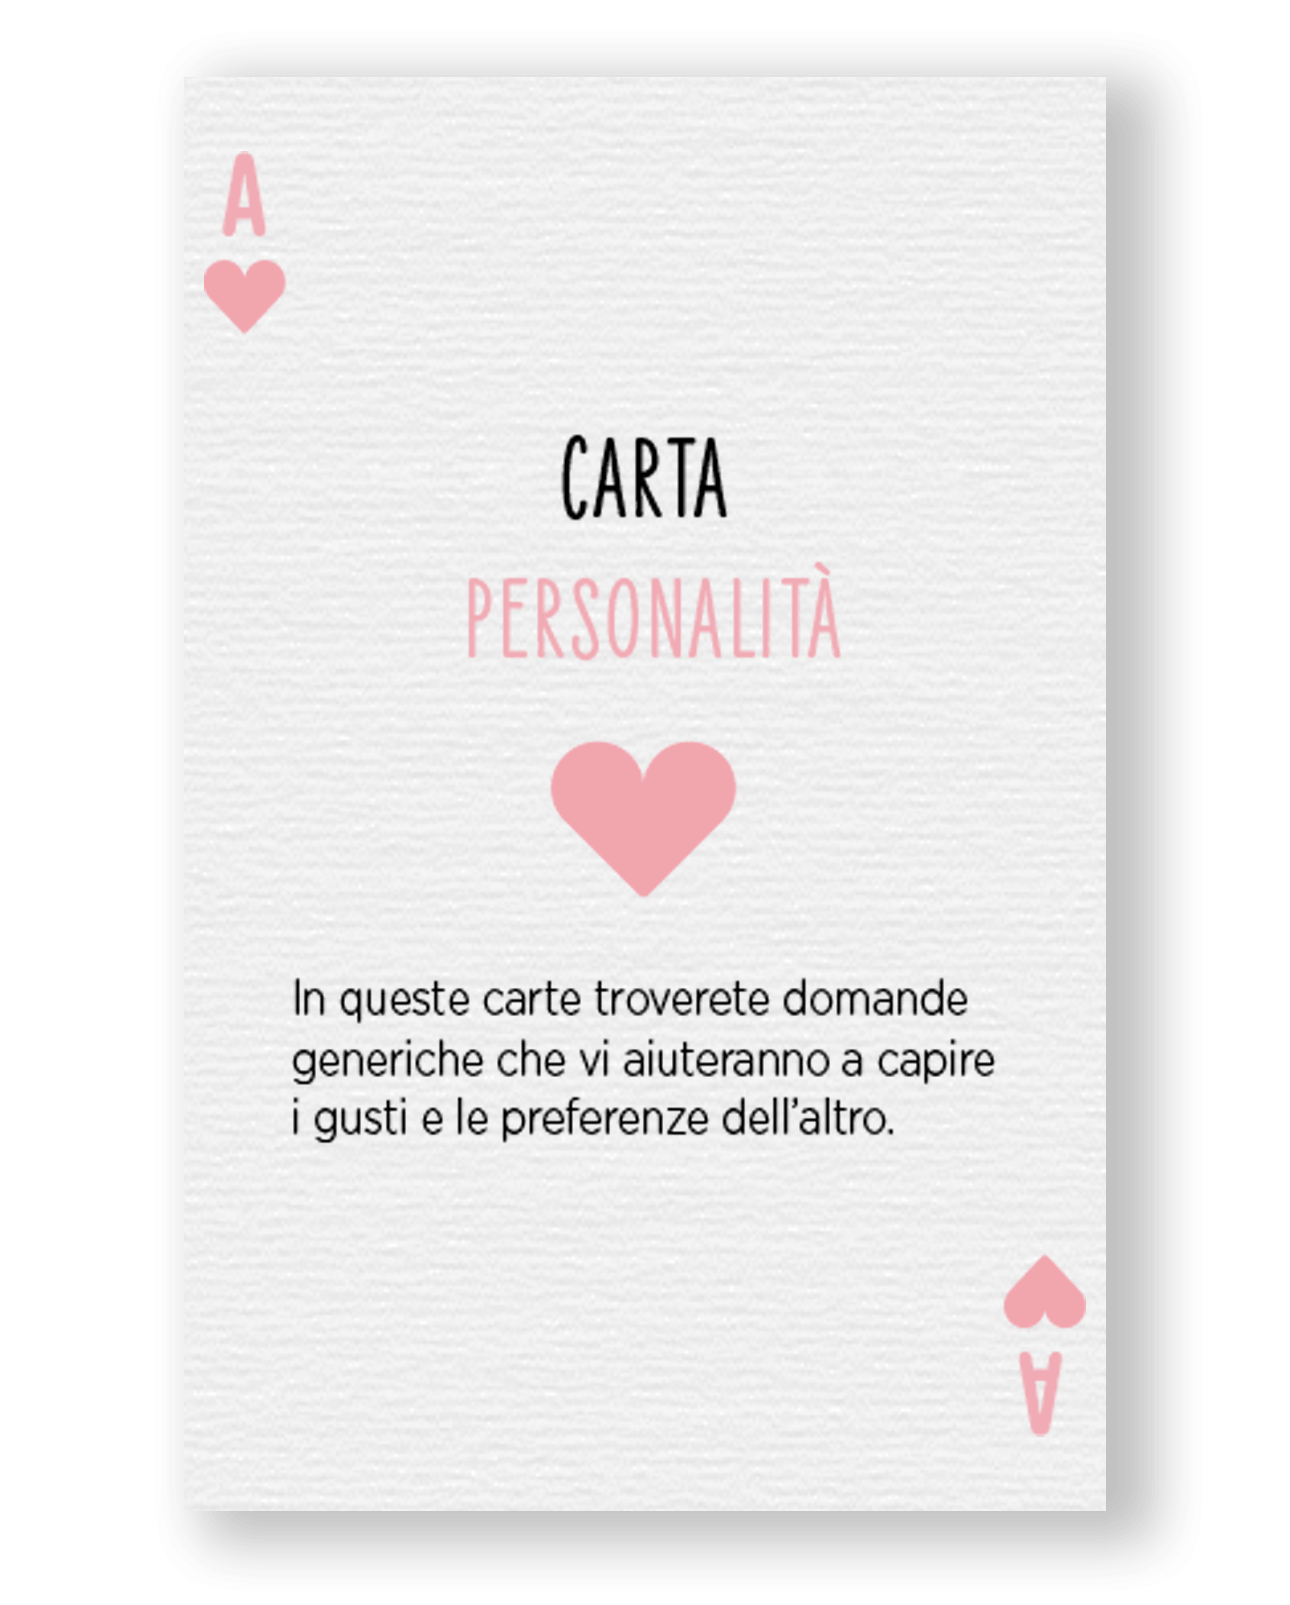 A
CARTA
PERSONALITÀ
In queste carte troverete domande
generiche che vi aiuteranno a capire
i gusti e le preferenze dell'altro.
A